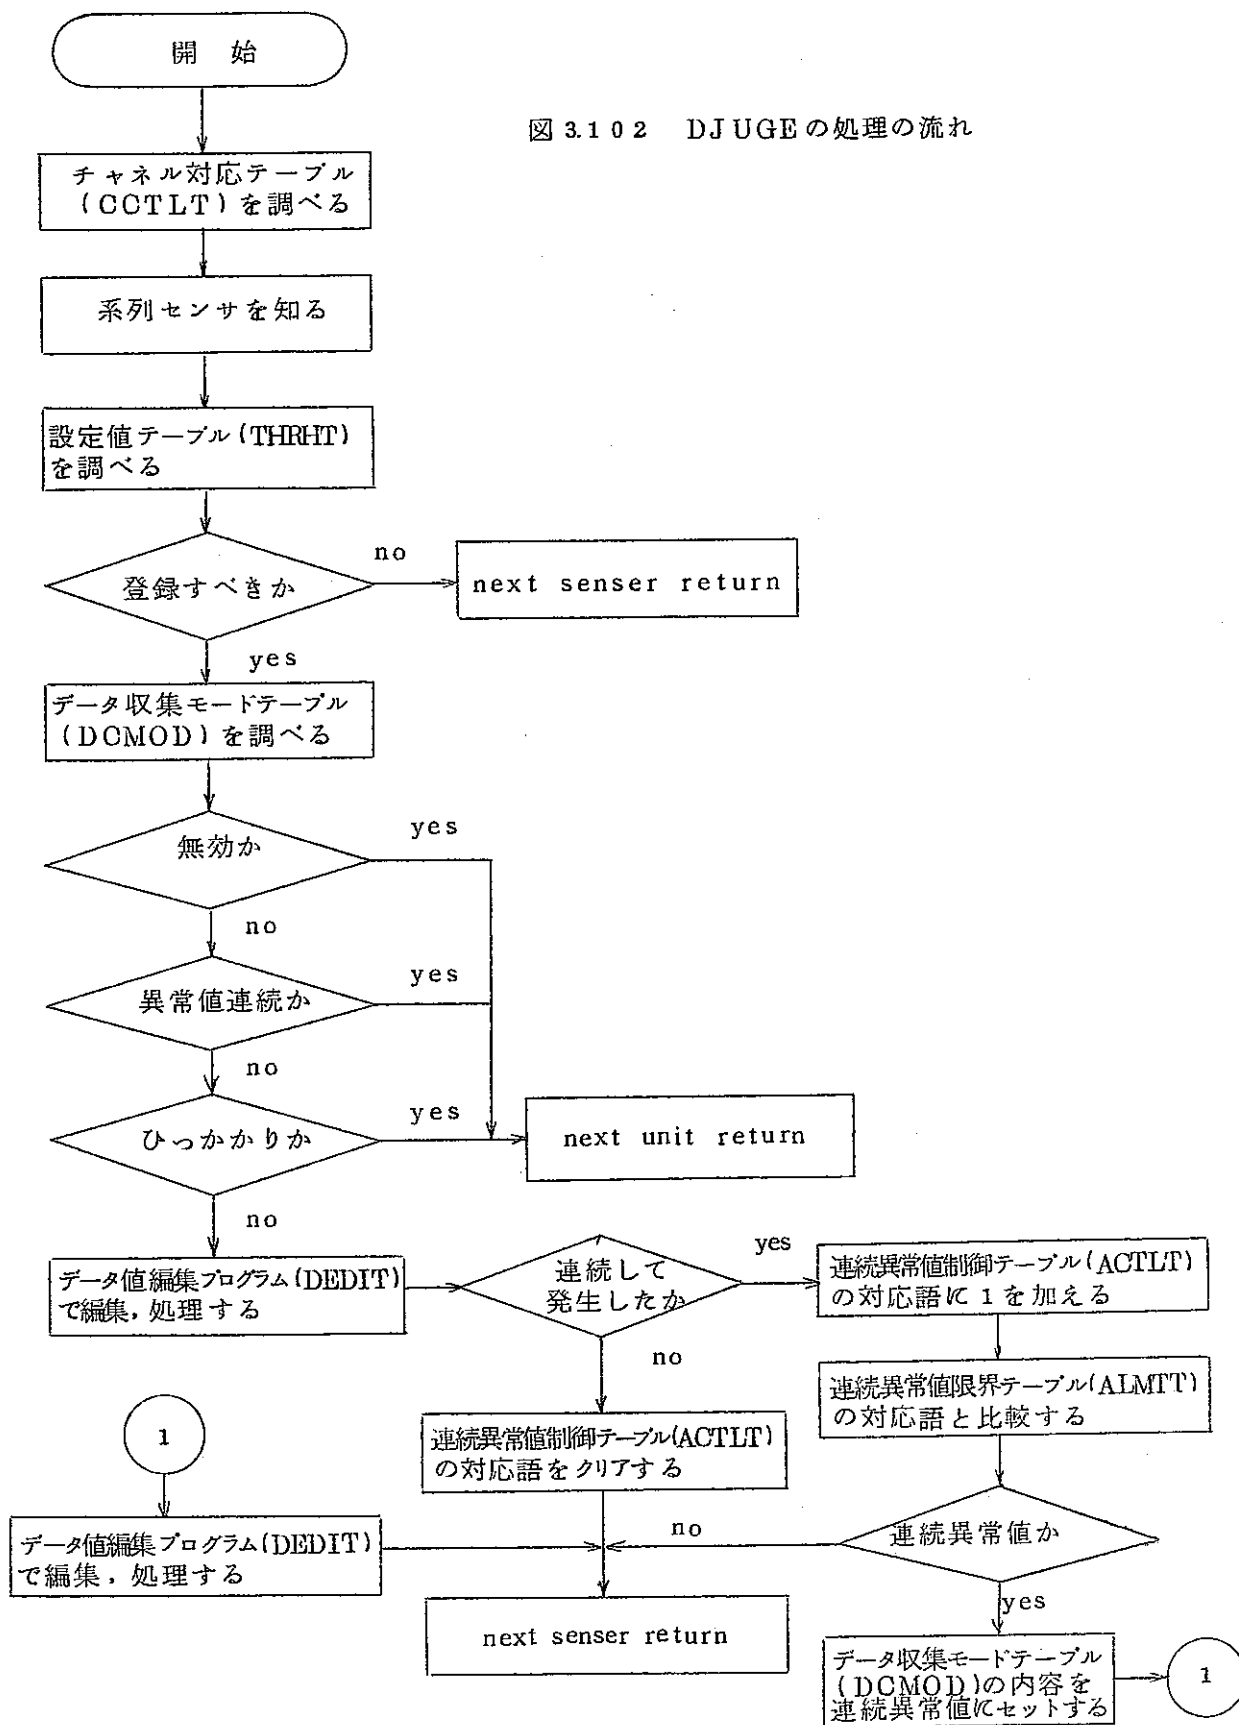 開 始
図 3.102 DJUGEの処理の流れ
チャネル対応テーブル
(CCTLT)を調べる
系列センサを知る
設定値テーブル(THRHT)
を調べる
登録すべきか
no
next senser return
yes
データ収集モードテーブル
(DCMOD)を調べる
無効か
yes
no
異常値連続か
yes
no
ひっかかりか
yes
next unit return
no
データ値編集プログラム(DEDIT)
で編集,処理する
連続して
発生したか
yes
連続異常値制御テーブル(ACTLT)
の対応語に1を加える
no
連続異常値限界テーブル(ALMTT)
の対応語と比較する
1
連続異常値制御テーブル(ACTLT)
の対応語をクリアする
データ値編集プログラム(DEDIT)
で編集,処理する
no
連続異常値か
yes
next senser return
データ収集モードテーブル
(DCMOD)の内容を
連続異常値にセットする
1